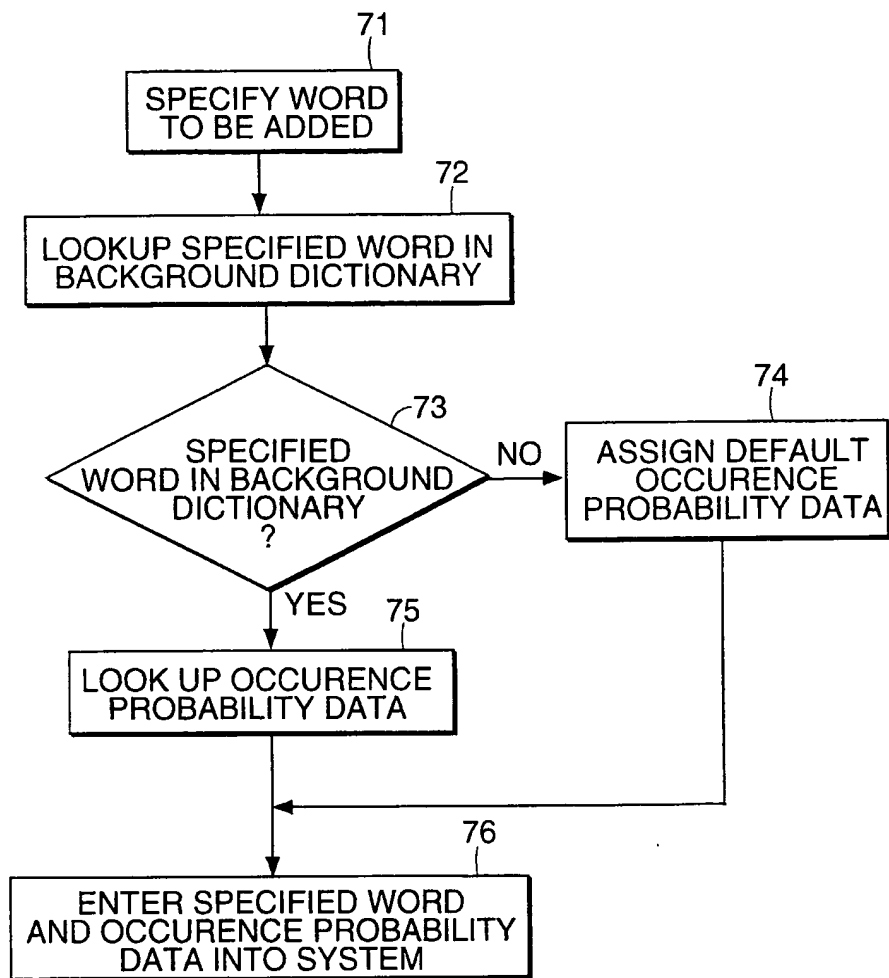 71
SPECIFY WORD
TO BE ADDED
72
LOOKUP SPECIFIED WORD IN
BACKGROUND DICTIONARY
73
SPECIFIED
WORD IN BACKGROUND
DICTIONARY
?
NO
74
ASSIGN DEFAULT
OCCURENCE
PROBABILITY DATA
YES
75
LOOK UP OCCURENCE
PROBABILITY DATA
76
ENTER SPECIFIED WORD
AND OCCURENCE PROBABILITY
DATA INTO SYSTEM